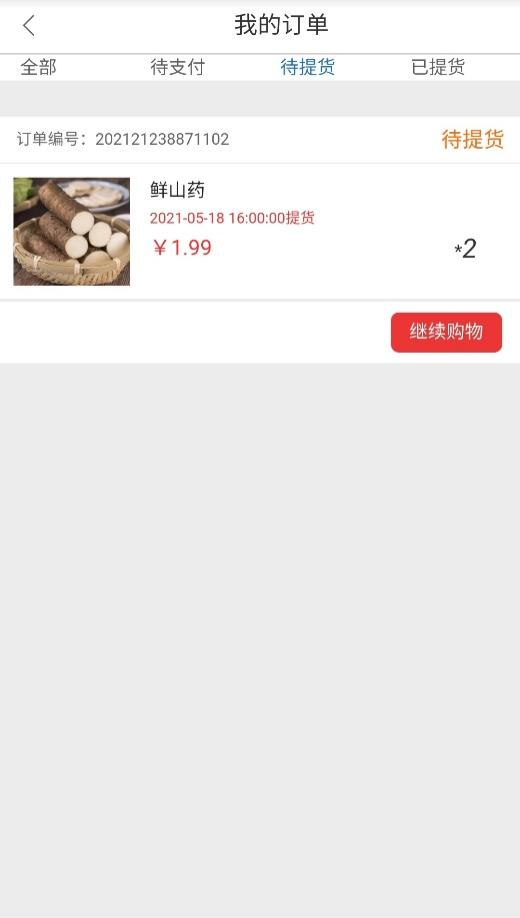 我的订单
全部 待支付 待提货 已提货
订单编号：202121238871102 待提货
鲜山药
2021-05-18 16:00:00提货
￥1.99 *2
继续购物